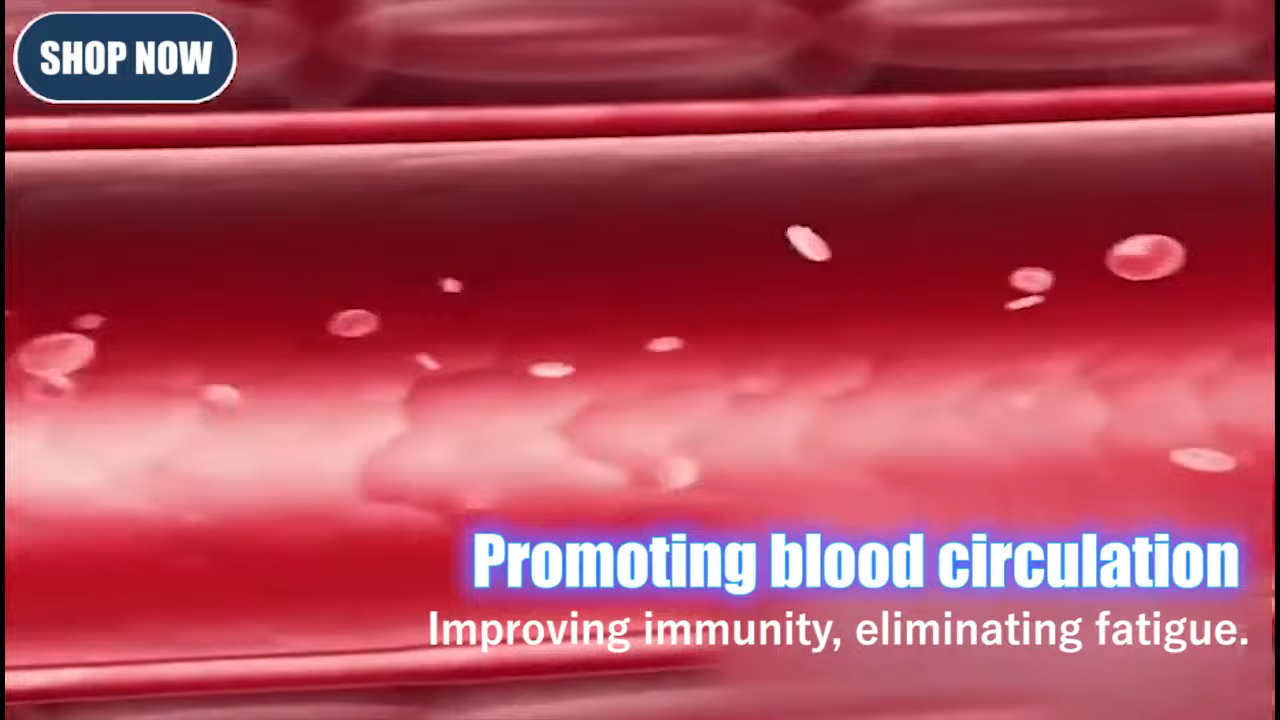 SHOP NOW
Promoting blood circulation
Improving immunity, eliminating fatigue.